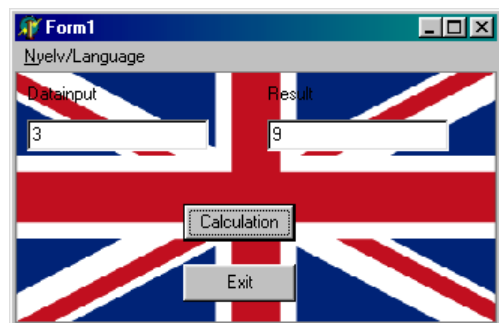 Form1
Nyelv/Language
Datainput Result
3 9
Calculation
Exit